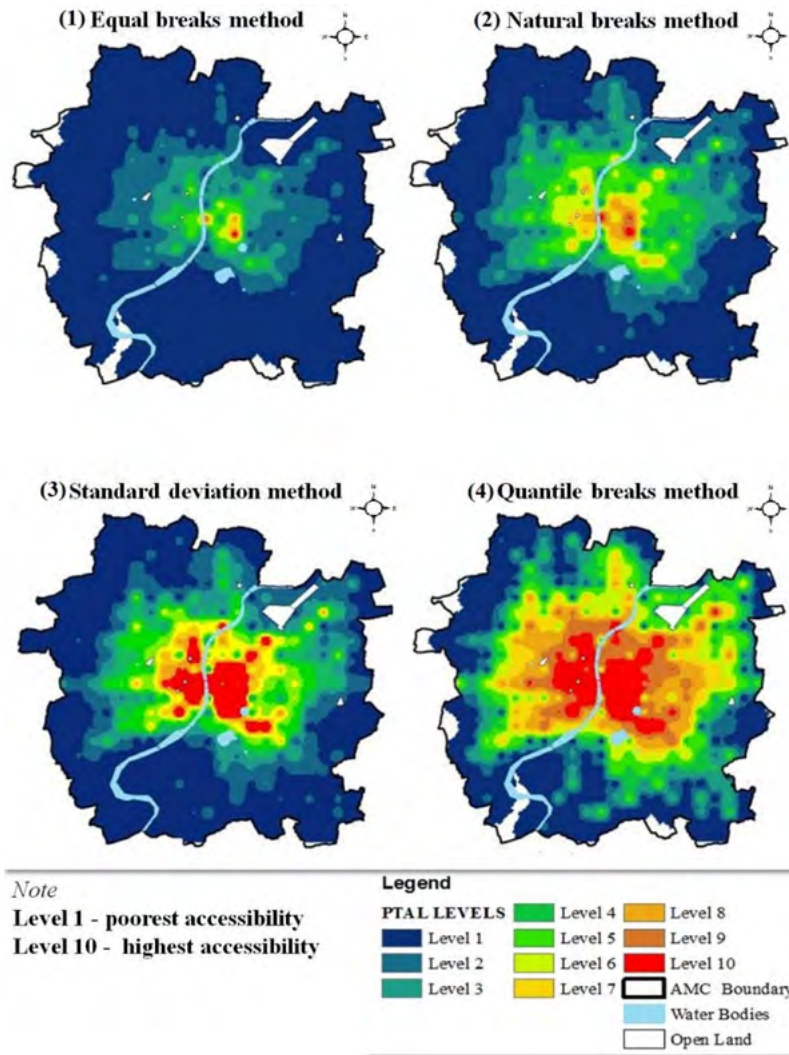 (1) Equal breaks method
(2) Natural breaks method
N
W
E
N
W
(3) Standard deviation method
(4) Quantile breaks method
N
W
E
N
W
Note
Level 1 - poorest accessibility
Level 10 - highest accessibility
Legend
PTAL LEVELS
Level 1
Level 2
Level 3
Level 4
Level 5
Level 6
Level 7
Level 8
Level 9
Level 10
AMC Boundary
Water Bodies
Open Land